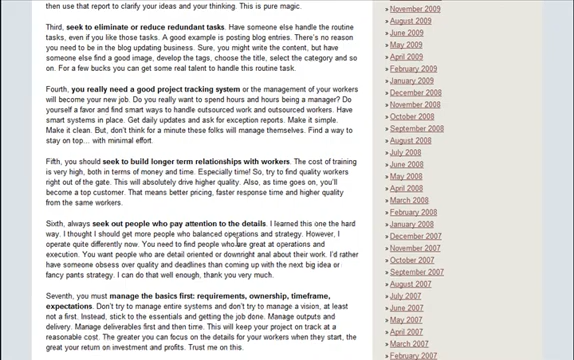 then use that report to clarify your ideas and your thinking. This is pure magic.
Third, seek to eliminate or reduce redundant tasks. Have someone else handle the routine
tasks, even if you like those tasks. A good example is posting blog entries. There's no reason
you need to be in the blog updating business. Sure, you might write the content, but have
someone else find a good image, develop the tags, choose the title, select the category and so
on. For a few bucks you can get some real talent to handle this routine task.
Fourth, you really need a good project tracking system or the management of your workers
will become your new job. Do you really want to spend hours and hours being a manager? Do
yourself a favor and find smart ways to handle outsourced work and outsourced workers. Have
smart systems in place. Get daily updates and ask for exception reports. Make it simple.
Make it clean. But, don't think for a minute these folks will manage themselves. Find a way to
stay on top... with minimal effort.
Fifth, you should seek to build longer term relationships with workers. The cost of training
is very high, both in terms of money and time. Especially time! So, try to find quality workers
right out of the gate. This will absolutely drive higher quality. Also, as time goes on, you'll
become a top customer. That means better pricing, faster response time and higher quality
from the same workers.
Sixth, always seek out people who pay attention to the details. I learned this one the hard
way. I thought I should get more people who balanced operations and strategy. However, I
operate quite differently now. You need to find people who are great at operations and
execution. You want people who are detail oriented or downright anal about their work. I'd rather
have someone obsess over quality and deadlines than coming up with the next big idea or
fancy pants strategy. I can do that well enough, thank you very much.
Seventh, you must manage the basics first: requirements, ownership, timeframe,
expectations. Don't try to manage entire systems and don't try to manage a vision, at least
not a first. Instead, stick to the essentials and getting the job done. Manage outputs and
delivery. Manage deliverables first and then time. This will keep your project on track at a
reasonable cost. The greater you can focus on the details for your workers when they start, the
great your return on investment and profits. Trust me on this.
» November 2009
» August 2009
» June 2009
» May 2009
» April 2009
» February 2009
» January 2009
» December 2008
» November 2008
» October 2008
» September 2008
» August 2008
» July 2008
» June 2008
» May 2008
» April 2008
» March 2008
» February 2008
» January 2008
» December 2007
» November 2007
» October 2007
» September 2007
» August 2007
» July 2007
» June 2007
» May 2007
» April 2007
» March 2007
» February 2007